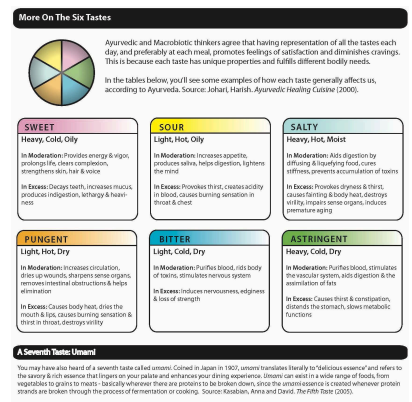 More On The Six Tastes
Ayurvedic and Macrobiotic thinkers agree that having representation of all the tastes each
day, and preferably at each meal, promotes feelings of satisfaction and diminishes cravings.
This is because each taste has unique properties and fulfills different bodily needs.
In the tables below, you'll see some examples of how each taste generally affects us,
according to Ayurveda. Source: Johari, Harish. Ayurvedic Healing Cuisine (2000).
SWEET
Heavy, Cold, Oily
In Moderation: Provides energy & vigor,
prolongs life, clears complexion,
strengthens skin, hair & voice
In Excess: Decays teeth, increases mucus,
produces indigestion, lethargy & heavi-
ness
SOUR
Light, Hot, Oily
In Moderation: Increases appetite,
produces saliva, helps digestion, lightens
the mind
In Excess: Provokes thirst, creates acidity
in blood, causes burning sensation in
throat & chest
SALTY
Heavy, Hot, Moist
In Moderation: Aids digestion by
diffusing & liquefying food, cures
stiffness, prevents accumulation of toxins
In Excess: Provokes dryness & thirst,
causes fainting & body heat, destroys
virility, impairs sense organs, induces
premature aging
PUNGENT
Light, Hot, Dry
In Moderation: Increases circulation,
dries up wounds, sharpens sense organs,
removes intestinal obstructions & helps
elimination
In Excess: Causes body heat, dries the
mouth & lips, causes burning sensation &
thirst in throat, destroys virility
BITTER
Light, Cold, Dry
In Moderation: Purifies blood, rids body
of toxins, stimulates nervous system
In Excess: Induces nervousness, edginess
& loss of strength
ASTRINGENT
Heavy, Cold, Dry
In Moderation: Purifies blood, stimulates
the vascular system, aids digestion & the
assimilation of fats
In Excess: Causes thirst & constipation,
distends the stomach, slows metabolic
functions
A Seventh Taste: Umami
You may have also heard of a seventh taste called umami. Coined in Japan in 1907, umami translates literally to "delicious essence" and refers to
the savory & rich essence that lingers on your palate and enhances your dining experience. Umami can exist in a wide range of foods, from
vegetables to grains to meats - basically wherever there are proteins to be broken down, since the umami essence is created whenever protein
strands are broken through the process of fermentation or cooking. Source: Kasabian, Anna and David. The Fifth Taste (2005).